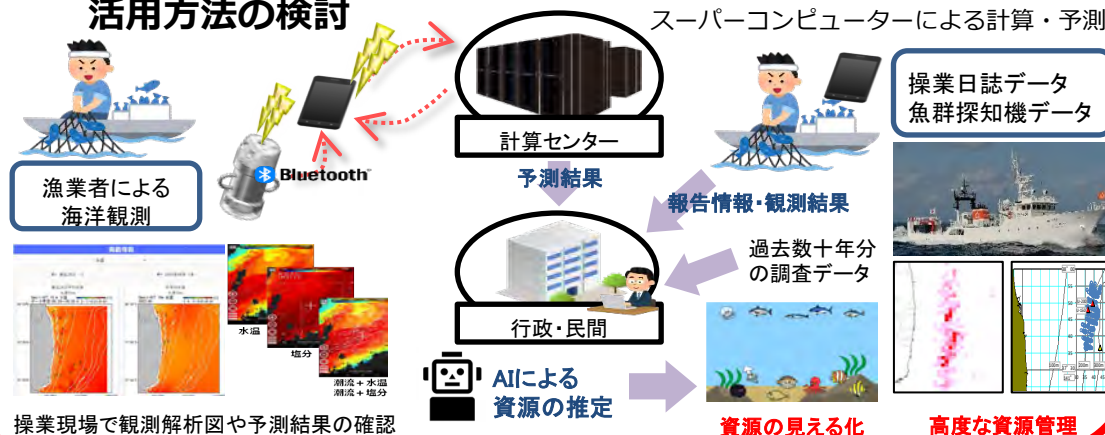 活用方法の検討
スーパーコンピューターによる計算・予測
操業日誌データ
魚群探知機データ
計算センター
Bluetooth
漁業者による
海洋観測
予測結果
報告情報・観測結果
過去数十年分
の調査データ
水温
塩分
潮流＋水温
潮流＋塩分
行政・民間
AIによる
資源の推定
操業現場で観測解析図や予測結果の確認
資源の見える化
高度な資源管理